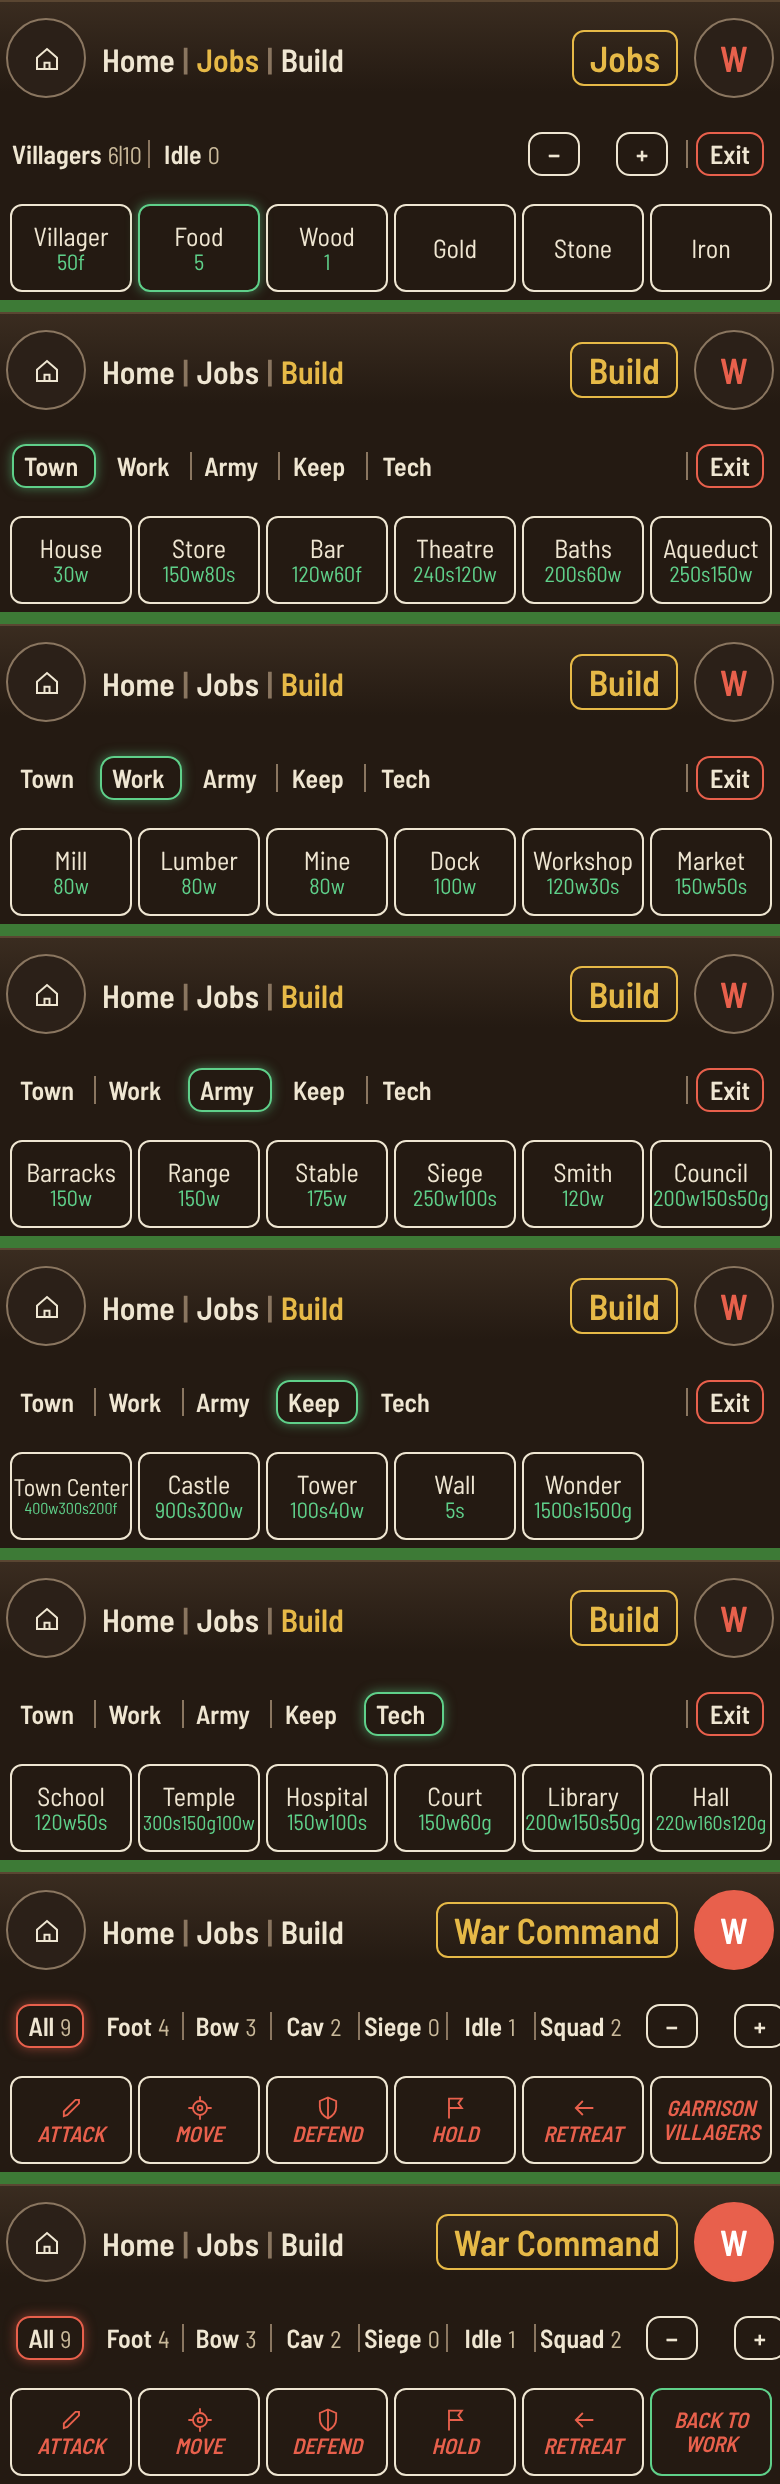 Home | Jobs | Build Jobs W
Villagers 6|10 | Idle 0 − + | Exit
Villager Food Wood Gold Stone Iron
50f 5 1
Home | Jobs | Build Build W
Town Work | Army | Keep | Tech | Exit
House Store Bar Theatre Baths Aqueduct
30w 150w80s 120w60f 240s120w 200s60w 250s150w
Home | Jobs | Build Build W
Town Work Army | Keep | Tech | Exit
Mill Lumber Mine Dock Workshop Market
80w 80w 80w 100w 120w30s 150w50s
Home | Jobs | Build Build W
Town | Work Army Keep | Tech | Exit
Barracks Range Stable Siege Smith Council
150w 150w 175w 250w100s 120w 200w150s50g
Home | Jobs | Build Build W
Town | Work | Army Keep Tech | Exit
Town Center Castle Tower Wall Wonder
400w300s200f 900s300w 100s40w 5s 1500s1500g
Home | Jobs | Build Build W
Town | Work | Army | Keep Tech | Exit
School Temple Hospital Court Library Hall
120w50s 300s150g100w 150w100s 150w60g 200w150s50g 220w160s120g
Home | Jobs | Build War Command W
All 9 Foot 4 | Bow 3 | Cav 2 | Siege 0 | Idle 1 | Squad 2 − +
ATTACK MOVE DEFEND HOLD RETREAT GARRISON
VILLAGERS
Home | Jobs | Build War Command W
All 9 Foot 4 | Bow 3 | Cav 2 | Siege 0 | Idle 1 | Squad 2 − +
ATTACK MOVE DEFEND HOLD RETREAT BACK TO
WORK